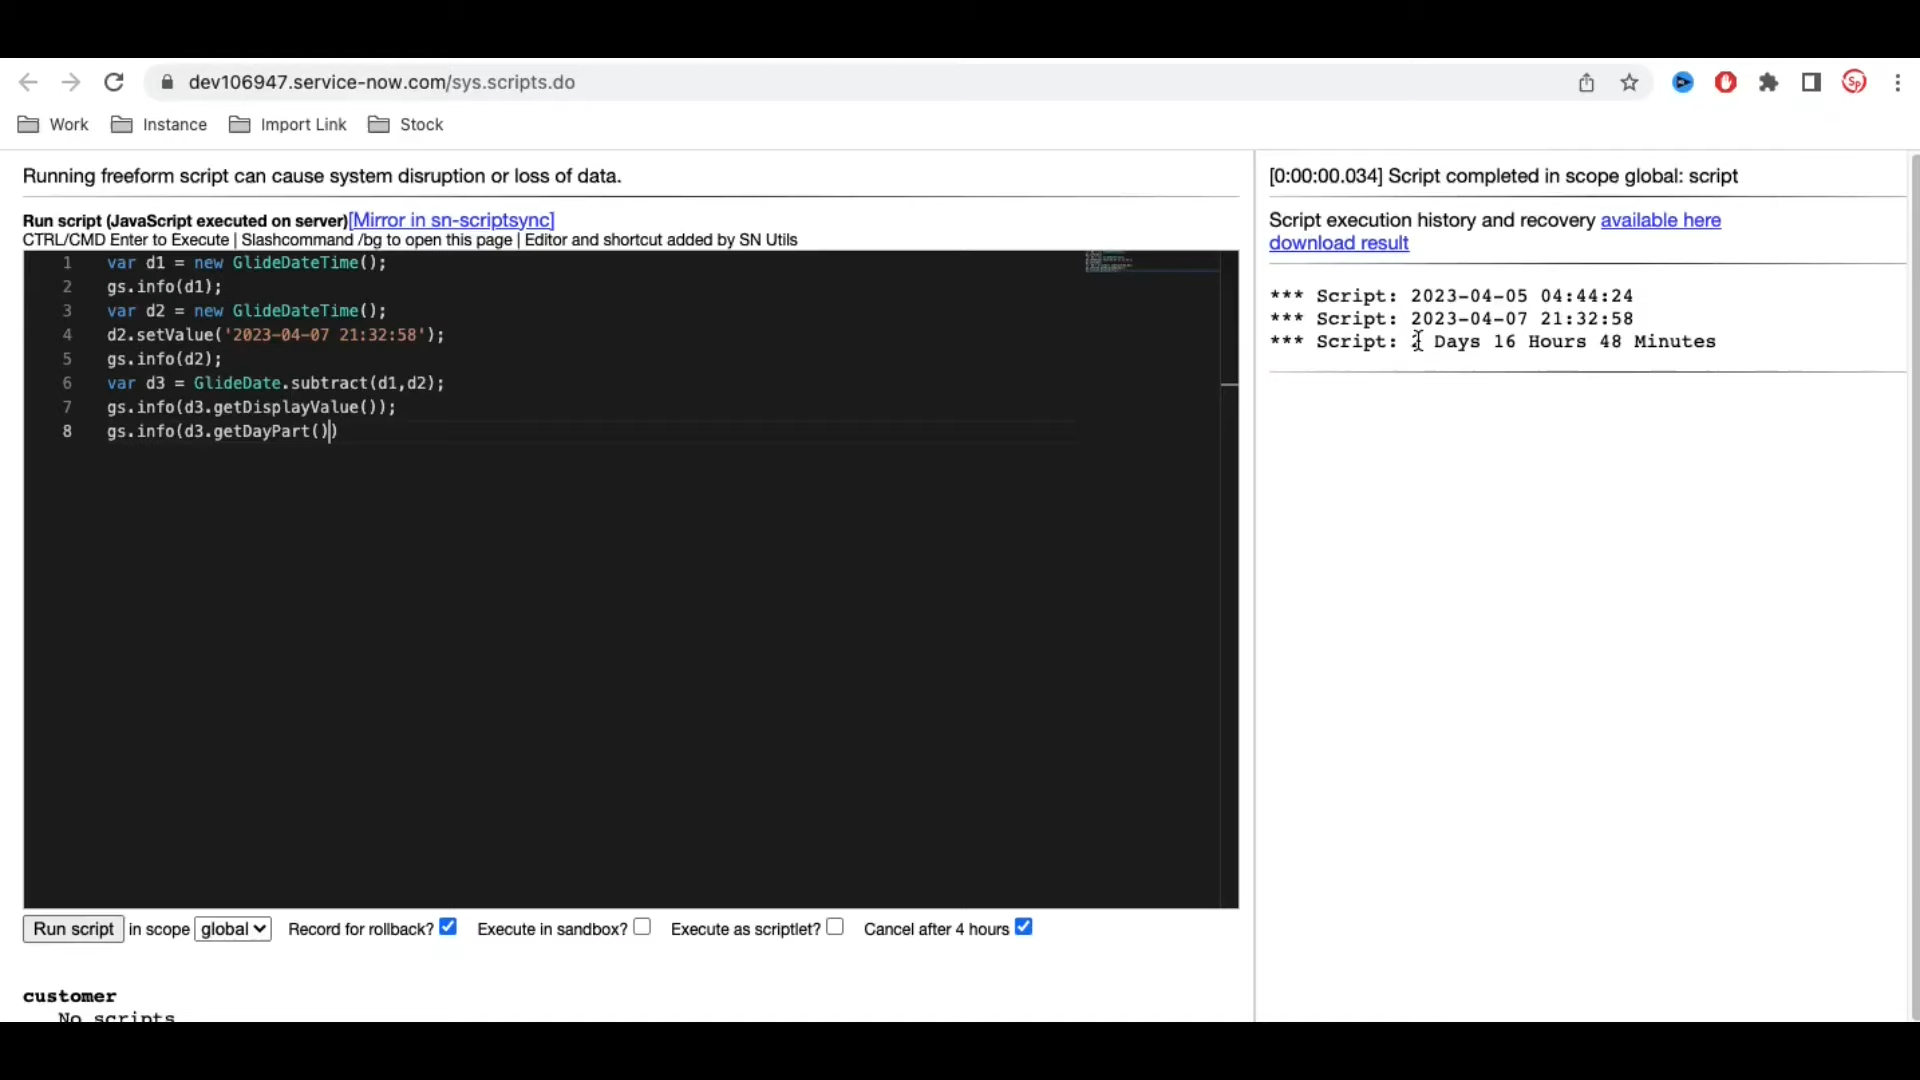 dev106947.service-now.com/sys.scripts.do
Sp
Work Instance Import Link Stock
Running freeform script can cause system disruption or loss of data.
Run script (JavaScript executed on server)[Mirror in sn-scriptsync]
CTRL/CMD Enter to Execute | Slashcommand /bg to open this page | Editor and shortcut added by SN Utils
1 var d1 = new GlideDateTime();
2 gs.info(d1);
3 var d2 = new GlideDateTime();
4 d2.setValue('2023-04-07 21:32:58');
5 gs.info(d2);
6 var d3 = GlideDate.subtract(d1,d2);
7 gs.info(d3.getDisplayValue());
8 gs.info(d3.getDayPart())
Run script in scope global Record for rollback? Execute in sandbox? Execute as scriptlet? Cancel after 4 hours
customer
No scripts
[0:00:00.034] Script completed in scope global: script
Script execution history and recovery available here
download result
*** Script: 2023-04-05 04:44:24
*** Script: 2023-04-07 21:32:58
*** Script: Days 16 Hours 48 Minutes